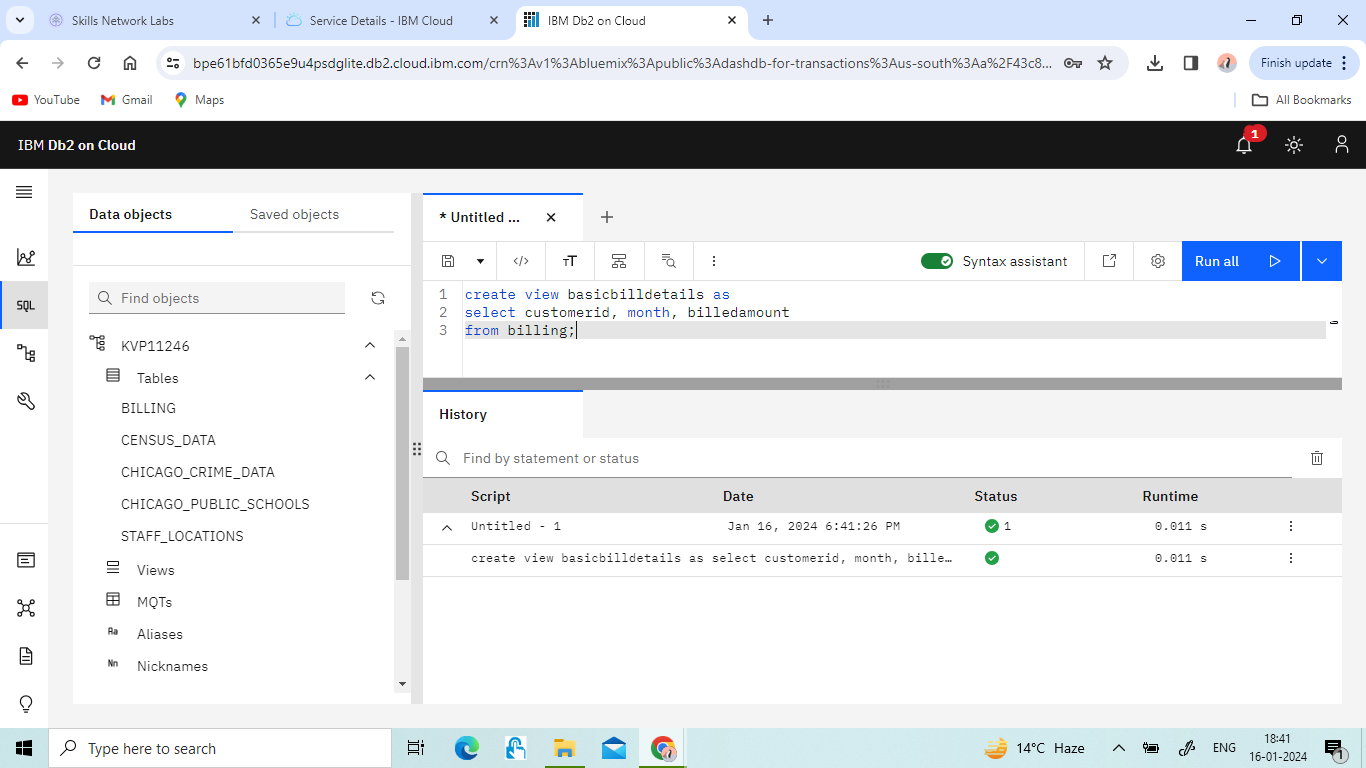 Skills Network Labs
Service Details - IBM Cloud
IBM Db2 on Cloud
bpe61bfd0365e9u4psdglite.db2.cloud.ibm.com/crn%3Av1%3Abluemix%3Apublic%3Adashdb-for-transactions%3Aus-south%3Aa%2F43c8...
Finish update
YouTube
Gmail
Maps
All Bookmarks
IBM Db2 on Cloud
1
Data objects
Saved objects
* Untitled ...
SQL
</>
TT
Syntax assistant
Run all
Find objects
1 create view basicbilldetails as
2 select customerid, month, billedamount
3 from billing;
KVP11246
Tables
BILLING
CENSUS_DATA
CHICAGO_CRIME_DATA
CHICAGO_PUBLIC_SCHOOLS
STAFF_LOCATIONS
Views
MQTs
Aa Aliases
Nn Nicknames
History
Find by statement or status
Script Date Status Runtime
Untitled - 1 Jan 16, 2024 6:41:26 PM 1 0.011 s
create view basicbilldetails as select customerid, month, bille… 0.011 s
Type here to search
14°C Haze
ENG
18:41
16-01-2024
1